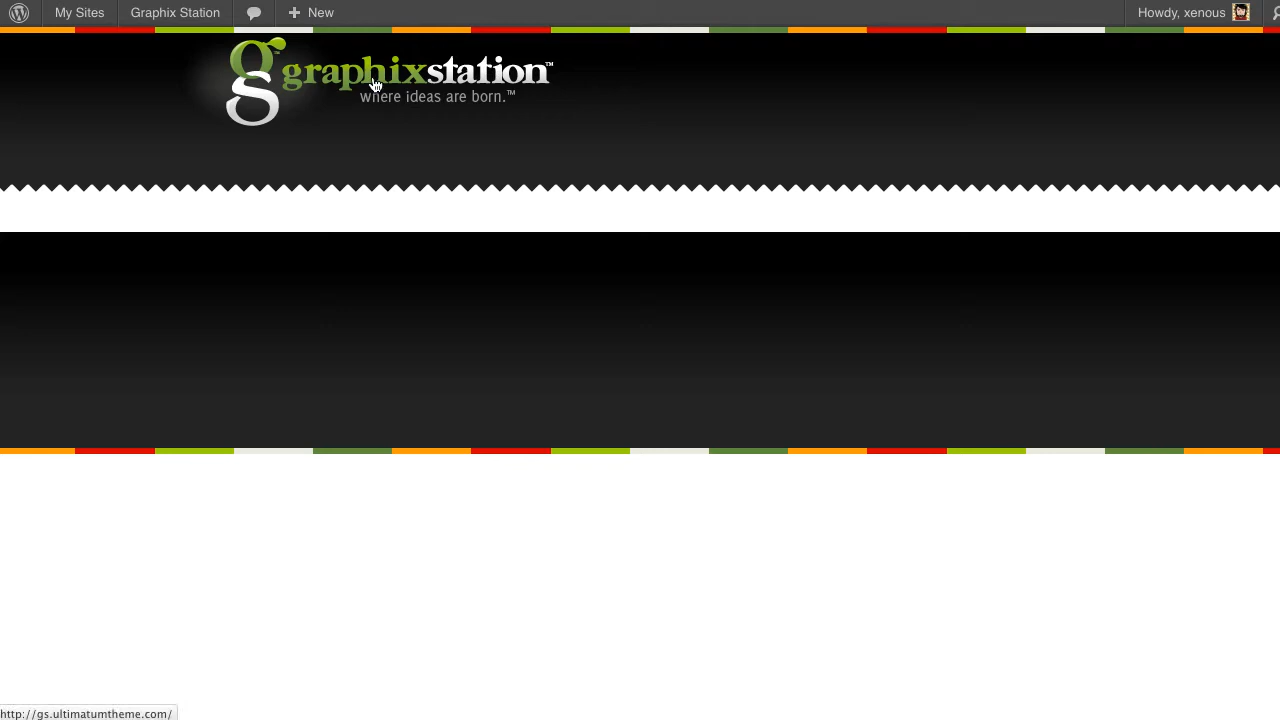 My Sites
Graphix Station
New
Howdy, xenous
graphixstation™
where ideas are born.™
http://gs.ultimatumtheme.com/